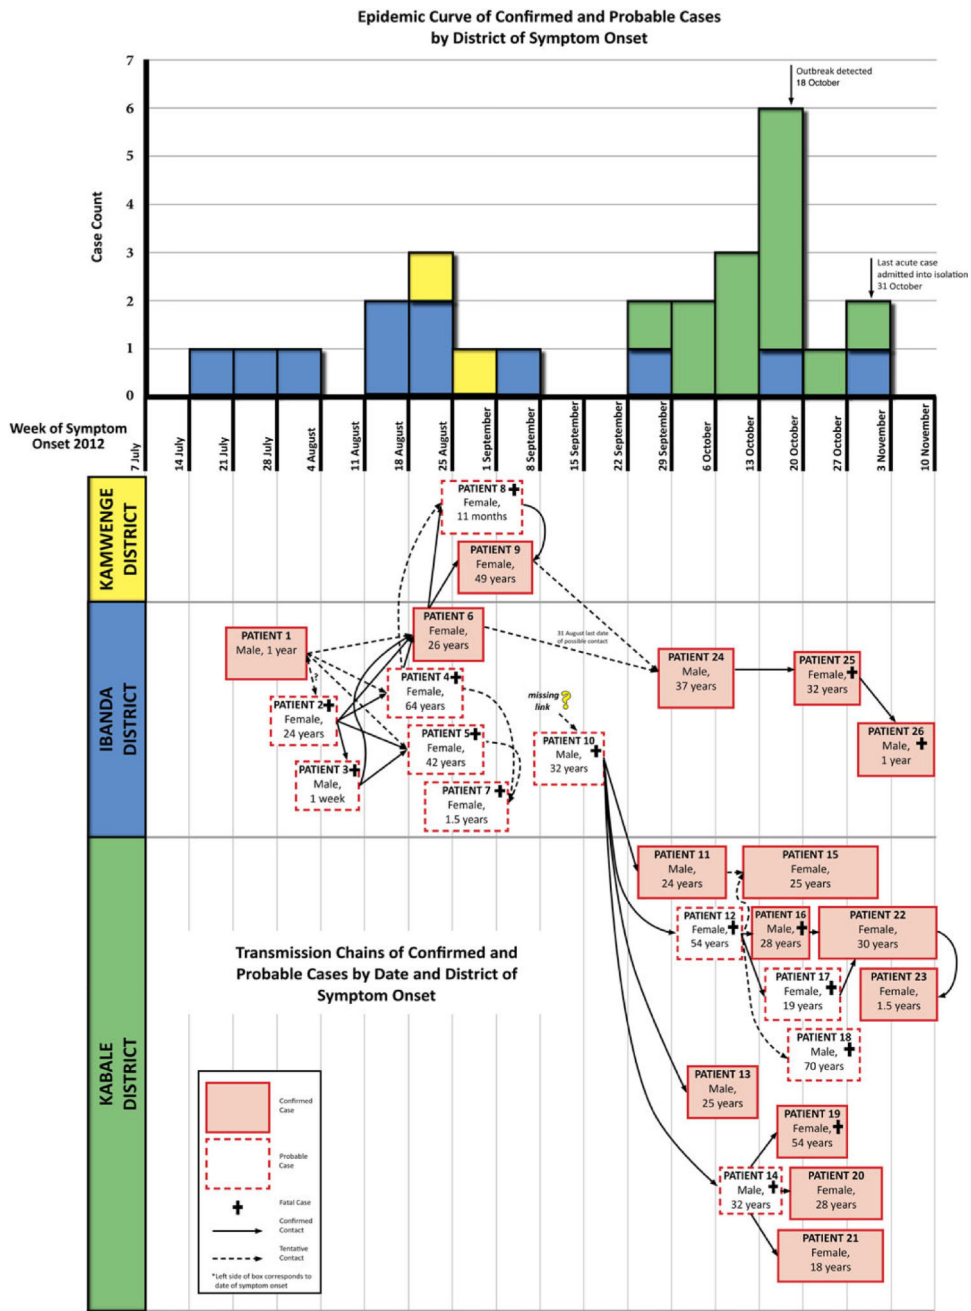 Epidemic Curve of Confirmed and Probable Cases
by District of Symptom Onset
7
6
5
4
3
2
1
0
Case Count
Outbreak detected
18 October
Last acute case
admitted into isolation
31 October
Week of Symptom
Onset 2012
7 July
14 July
21 July
28 July
4 August
11 August
18 August
25 August
1 September
8 September
15 September
22 September
29 September
6 October
13 October
20 October
27 October
3 November
10 November
KAMWENGE
DISTRICT
PATIENT 8
Female,
11 months
PATIENT 9
Female,
49 years
IBANDA
DISTRICT
PATIENT 1
Male, 1 year
?
PATIENT 2
Female,
24 years
PATIENT 3
Male,
1 week
PATIENT 6
Female,
26 years
PATIENT 4
Female,
64 years
PATIENT 5
Female,
42 years
PATIENT 7
Female,
1.5 years
31 August last date
of possible contact
missing
link
?
PATIENT 10
Male,
32 years
PATIENT 24
Male,
37 years
PATIENT 25
Female,
32 years
PATIENT 26
Male,
1 year
KABALE
DISTRICT
PATIENT 11
Male,
24 years
PATIENT 15
Female,
25 years
PATIENT 12
Female,
54 years
PATIENT 16
Male,
28 years
PATIENT 22
Female,
30 years
PATIENT 17
Female,
19 years
PATIENT 23
Female,
1.5 years
PATIENT 18
Male,
70 years
PATIENT 13
Male,
25 years
PATIENT 19
Female,
54 years
PATIENT 14
Male,
32 years
PATIENT 20
Female,
28 years
PATIENT 21
Female,
18 years
Transmission Chains of Confirmed and
Probable Cases by Date and District of
Symptom Onset
Confirmed
Case
Probable
Case
Fatal Case
Confirmed
Contact
Tentative
Contact
*Left side of box corresponds to
date of symptom onset